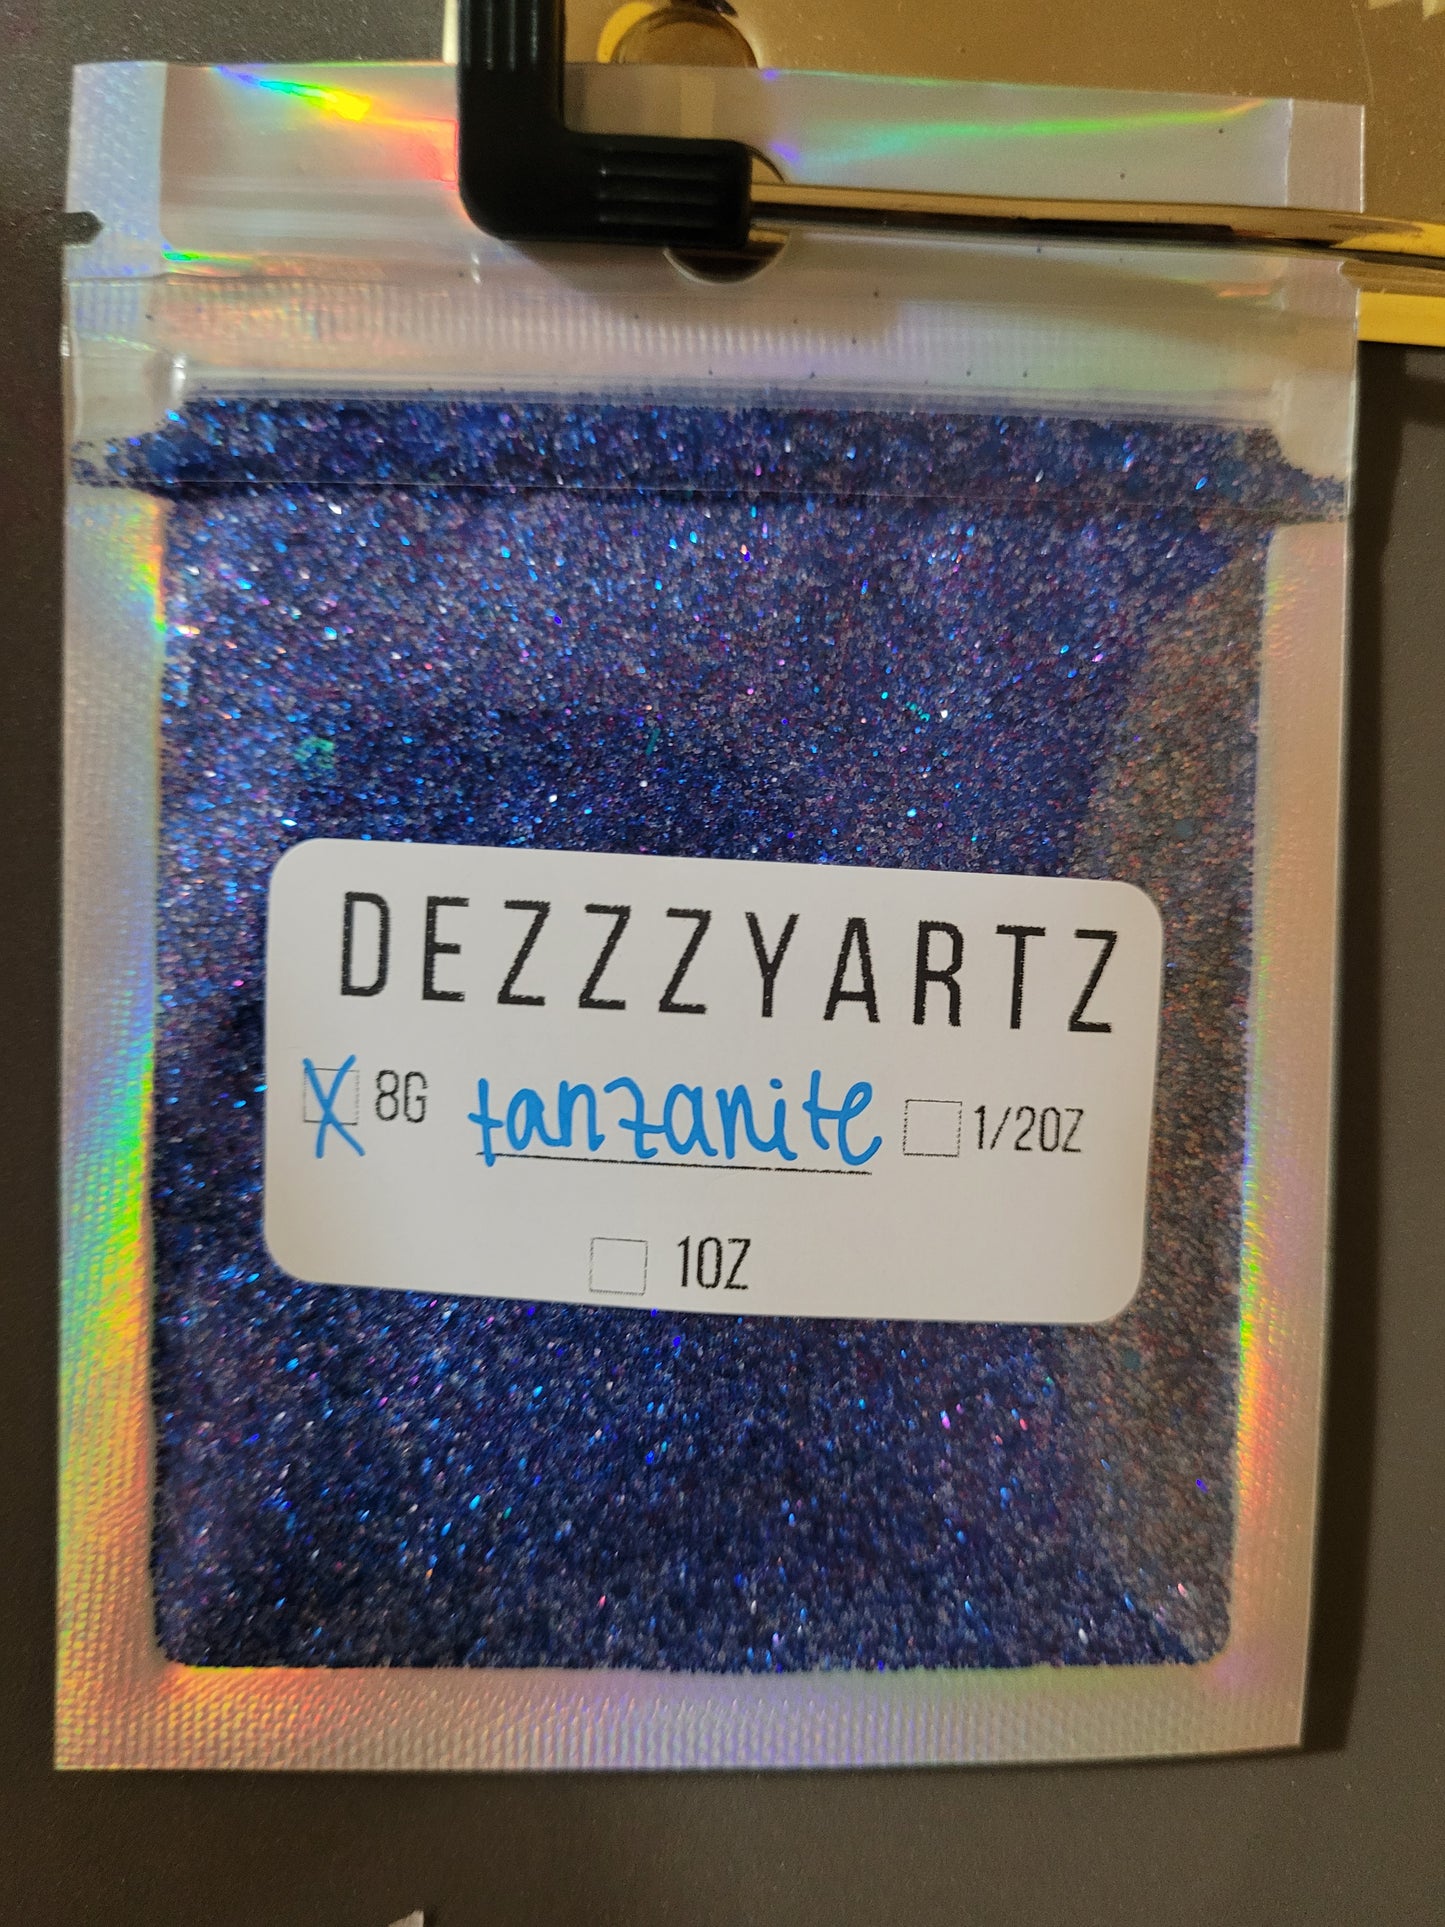 DEZZZYARTZ
X 8G tanzanite 1/2OZ
1OZ